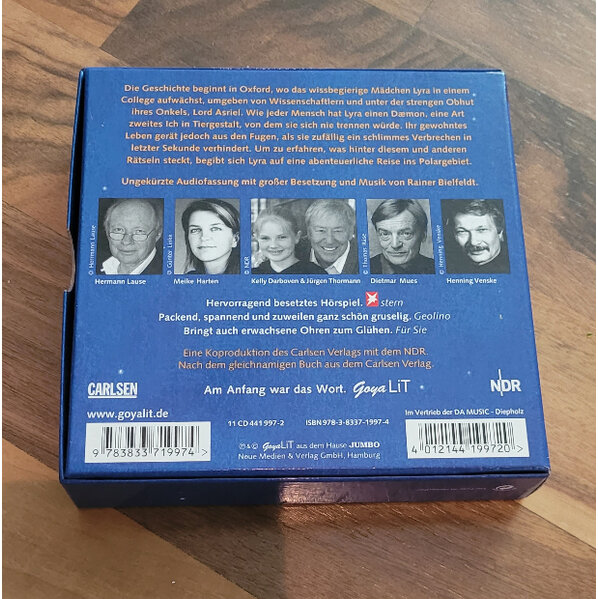 Die Geschichte beginnt in Oxford, wo das wissbegierige Mädchen Lyra in einem
College aufwächst, umgeben von Wissenschaftlern und unter der strengen Obhut
ihres Onkels, Lord Asriel. Wie jeder Mensch hat Lyra einen Dæmon, eine Art
zweites Ich in Tiergestalt, von dem sie sich nie trennen würde. Ihr gewohntes
Leben gerät jedoch aus den Fugen, als sie zufällig ein schlimmes Verbrechen in
letzter Sekunde verhindert. Um zu erfahren, was hinter diesem und anderen
Rätseln steckt, begibt sich Lyra auf eine abenteuerliche Reise ins Polargebiet.
Ungekürzte Audiofassung mit großer Besetzung und Musik von Rainer Bielfeldt.
© Hermann Lause
© NDR
© Henning Venske
Hermann Lause
Meike Harten
Kelly Darboven & Jürgen Thormann
Dietmar Mues
Henning Venske
Hervorragend besetztes Hörspiel. stern
Packend, spannend und zuweilen ganz schön gruselig. Geolino
Bringt auch erwachsene Ohren zum Glühen. Für Sie
Eine Koproduktion des Carlsen Verlags mit dem NDR.
Nach dem gleichnamigen Buch aus dem Carlsen Verlag.
CARLSEN
Am Anfang war das Wort. Goya LiT
NDR
www.goyalit.de
11 CD 441 997-2
ISBN 978-3-8337-1997-4
Im Vertrieb der DA MUSIC - Diepholz
℗ & © Goya LiT aus dem Hause JUMBO
Neue Medien & Verlag GmbH, Hamburg
9 783833 719974
4 012144 199720